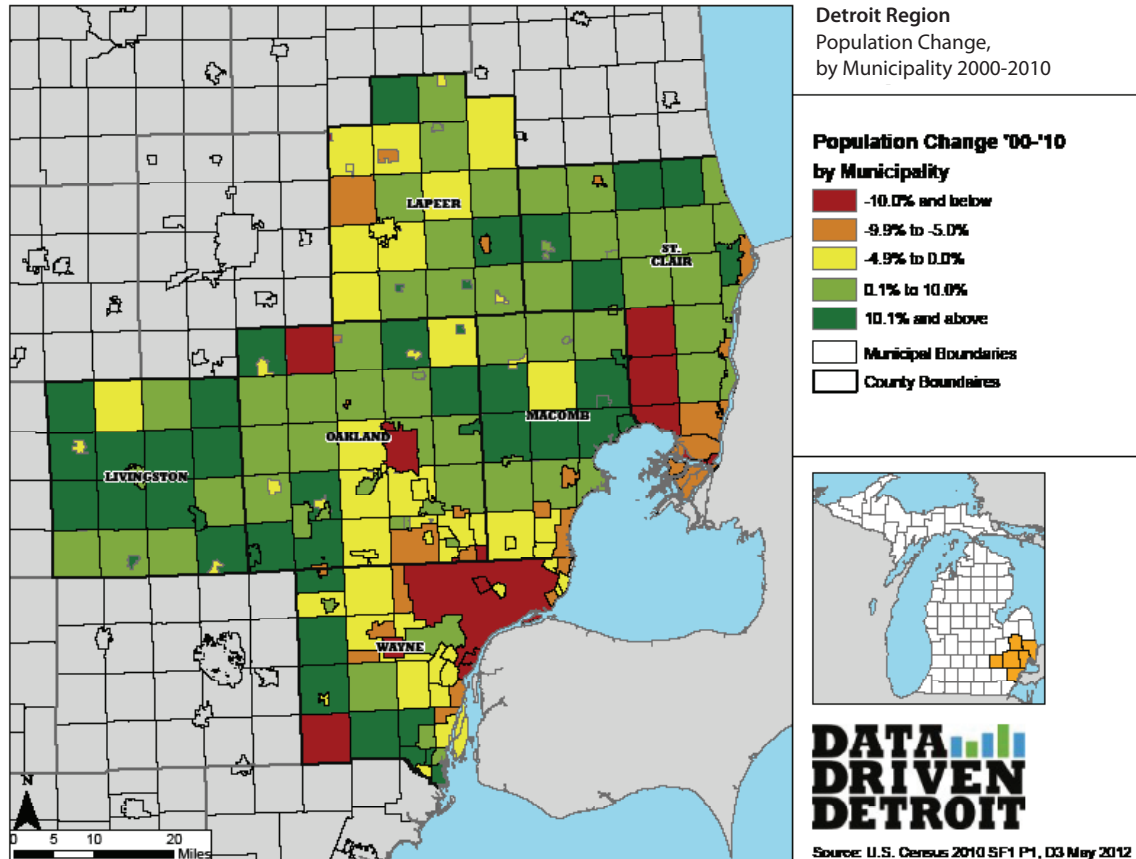 Detroit Region
Population Change,
by Municipality 2000-2010
Population Change '00-'10
by Municipality
-10.0% and below
-9.9% to -5.0%
-4.9% to 0.0%
0.1% to 10.0%
10.1% and above
Municipal Boundaries
County Boundaires
LAPEER
ST.
CLAIR
OAKLAND
MACOMB
LIVINGSTON
WAYNE
N
0 5 10 20
Miles
DATA
DRIVEN
DETROIT
Source: U.S. Census 2010 SF1 P1, D3 May 2012